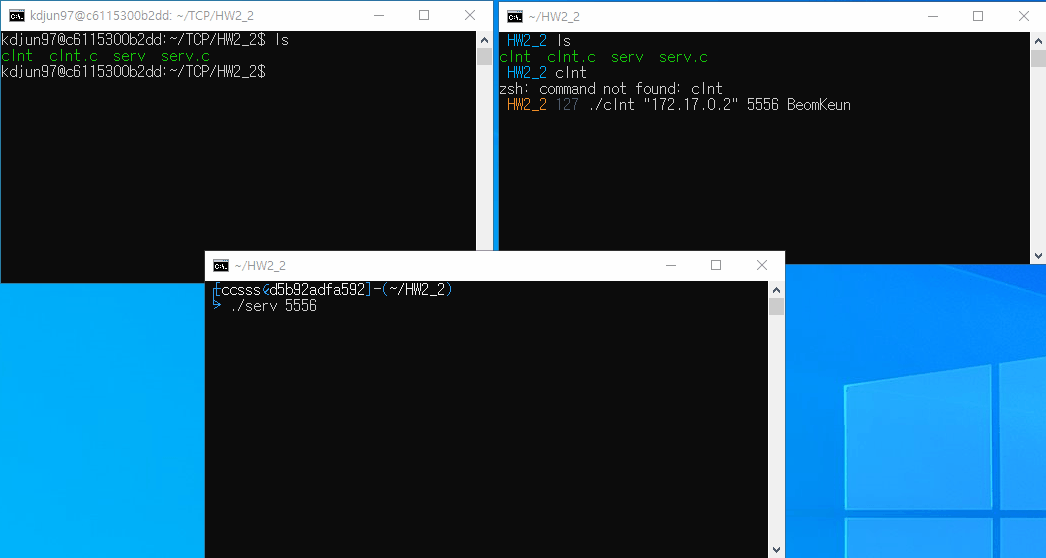 kdjun97@c6115300b2dd: ~/TCP/HW2_2
kdjun97@c6115300b2dd:~/TCP/HW2_2$ ls
clnt  clnt.c  serv  serv.c
kdjun97@c6115300b2dd:~/TCP/HW2_2$
~/HW2_2
HW2_2 ls
clnt  clnt.c  serv  serv.c
HW2_2 clnt
zsh: command not found: clnt
HW2_2 127 ./clnt "172.17.0.2" 5556 BeomKeun
~/HW2_2
[ccsss@d5b92adfa592]-(~/HW2_2)
> ./serv 5556